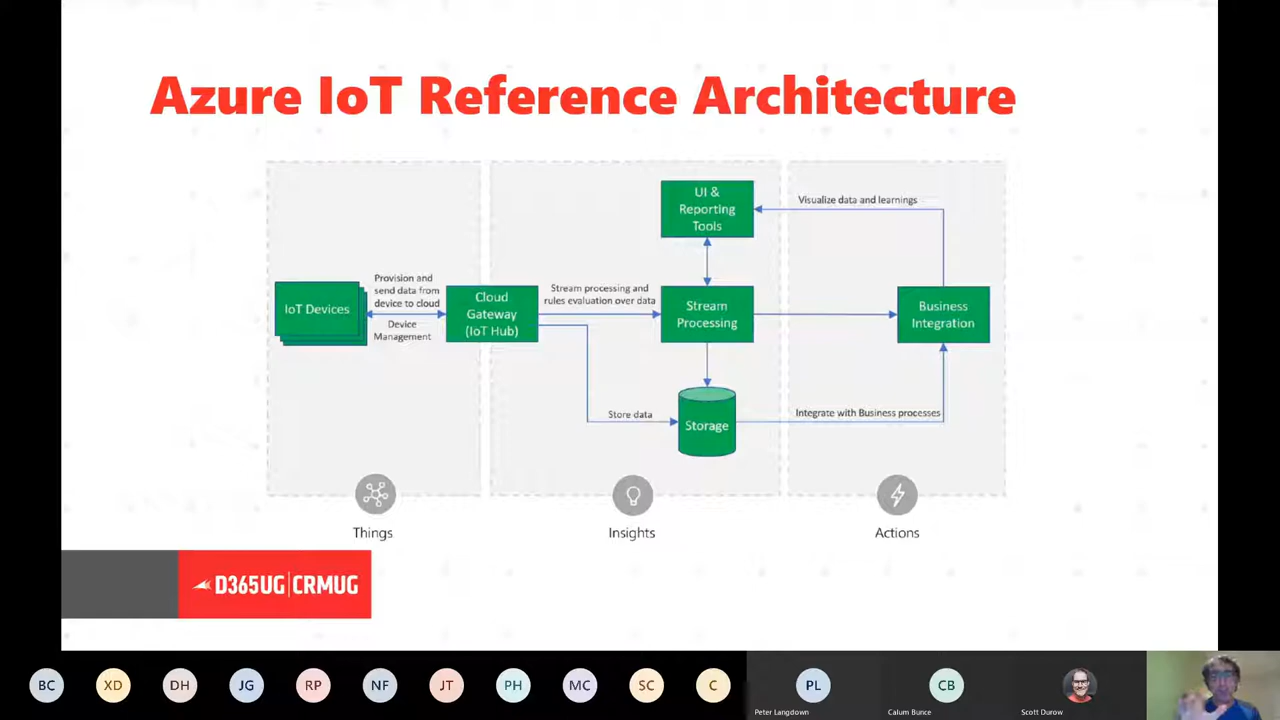 Azure IoT Reference Architecture
UI &
Reporting
Tools
Visualize data and learnings
Provision and
send data from
device to cloud
Device
Management
IoT Devices
Cloud
Gateway
(IoT Hub)
Stream processing and
rules evaluation over data
Stream
Processing
Business
Integration
Store data
Storage
Integrate with Business processes
Things
Insights
Actions
D365UG|CRMUG
BC
XD
DH
JG
RP
NF
JT
PH
MC
SC
C
PL
CB
Peter Langdown
Calum Bunce
Scott Durow